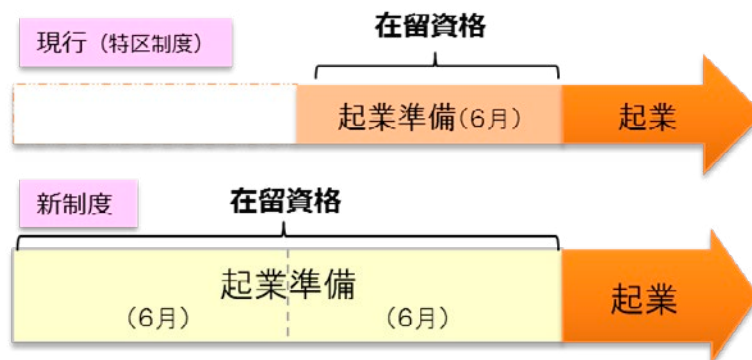 現行（特区制度）
在留資格
起業準備(6月)
起業
新制度
在留資格
起業準備
(6月)
(6月)
起業